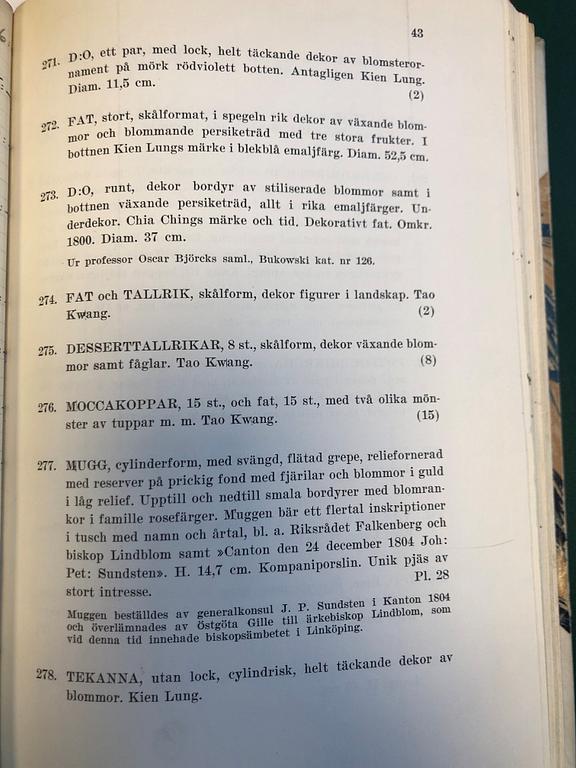 43
271. D:O, ett par, med lock, helt täckande dekor av blomsteror-
nament på mörk rödviolett botten. Antagligen Kien Lung.
Diam. 11,5 cm. (2)
272. FAT, stort, skålformat, i spegeln rik dekor av växande blom-
mor och blommande persiketräd med tre stora frukter. I
bottnen Kien Lungs märke i blekblå emaljfärg. Diam. 52,5 cm.
273. D:O, runt, dekor bordyr av stiliserade blommor samt i
bottnen växande persiketräd, allt i rika emaljfärger. Un-
derdekor. Chia Chings märke och tid. Dekorativt fat. Omkr.
1800. Diam. 37 cm.
Ur professor Oscar Björcks saml., Bukowski kat. nr 126.
274. FAT och TALLRIK, skålform, dekor figurer i landskap. Tao
Kwang. (2)
275. DESSERTTALLRIKAR, 8 st., skålform, dekor växande blom-
mor samt fåglar. Tao Kwang. (8)
276. MOCCAKOPPAR, 15 st., och fat, 15 st., med två olika mön-
ster av tuppar m. m. Tao Kwang. (15)
277. MUGG, cylinderform, med svängd, flätad grepe, reliefornerad
med reserver på prickig fond med fjärilar och blommor i guld
i låg relief. Upptill och nedtill smala bordyrer med blomran-
kor i famille rosefärger. Muggen bär ett flertal inskriptioner
i tusch med namn och årtal, bl. a. Riksrådet Falkenberg och
biskop Lindblom samt »Canton den 24 december 1804 Joh:
Pet: Sundsten». H. 14,7 cm. Kompaniporslin. Unik pjäs av
stort intresse. Pl. 28
Muggen beställdes av generalkonsul J. P. Sundsten i Kanton 1804
och överlämnades av östgöta Gille till ärkebiskop Lindblom, som
vid denna tid innehade biskopsämbetet i Linköping.
278. TEKANNA, utan lock, cylindrisk, helt täckande dekor av
blommor. Kien Lung.